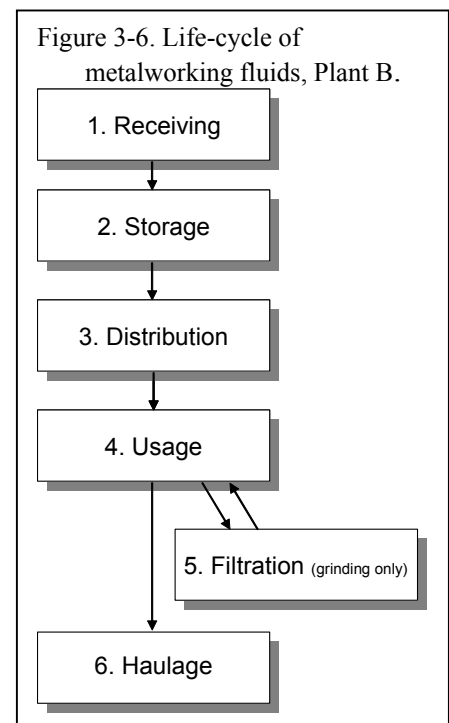 Figure 3-6. Life-cycle of
metalworking fluids, Plant B.
1. Receiving
2. Storage
3. Distribution
4. Usage
5. Filtration (grinding only)
6. Haulage